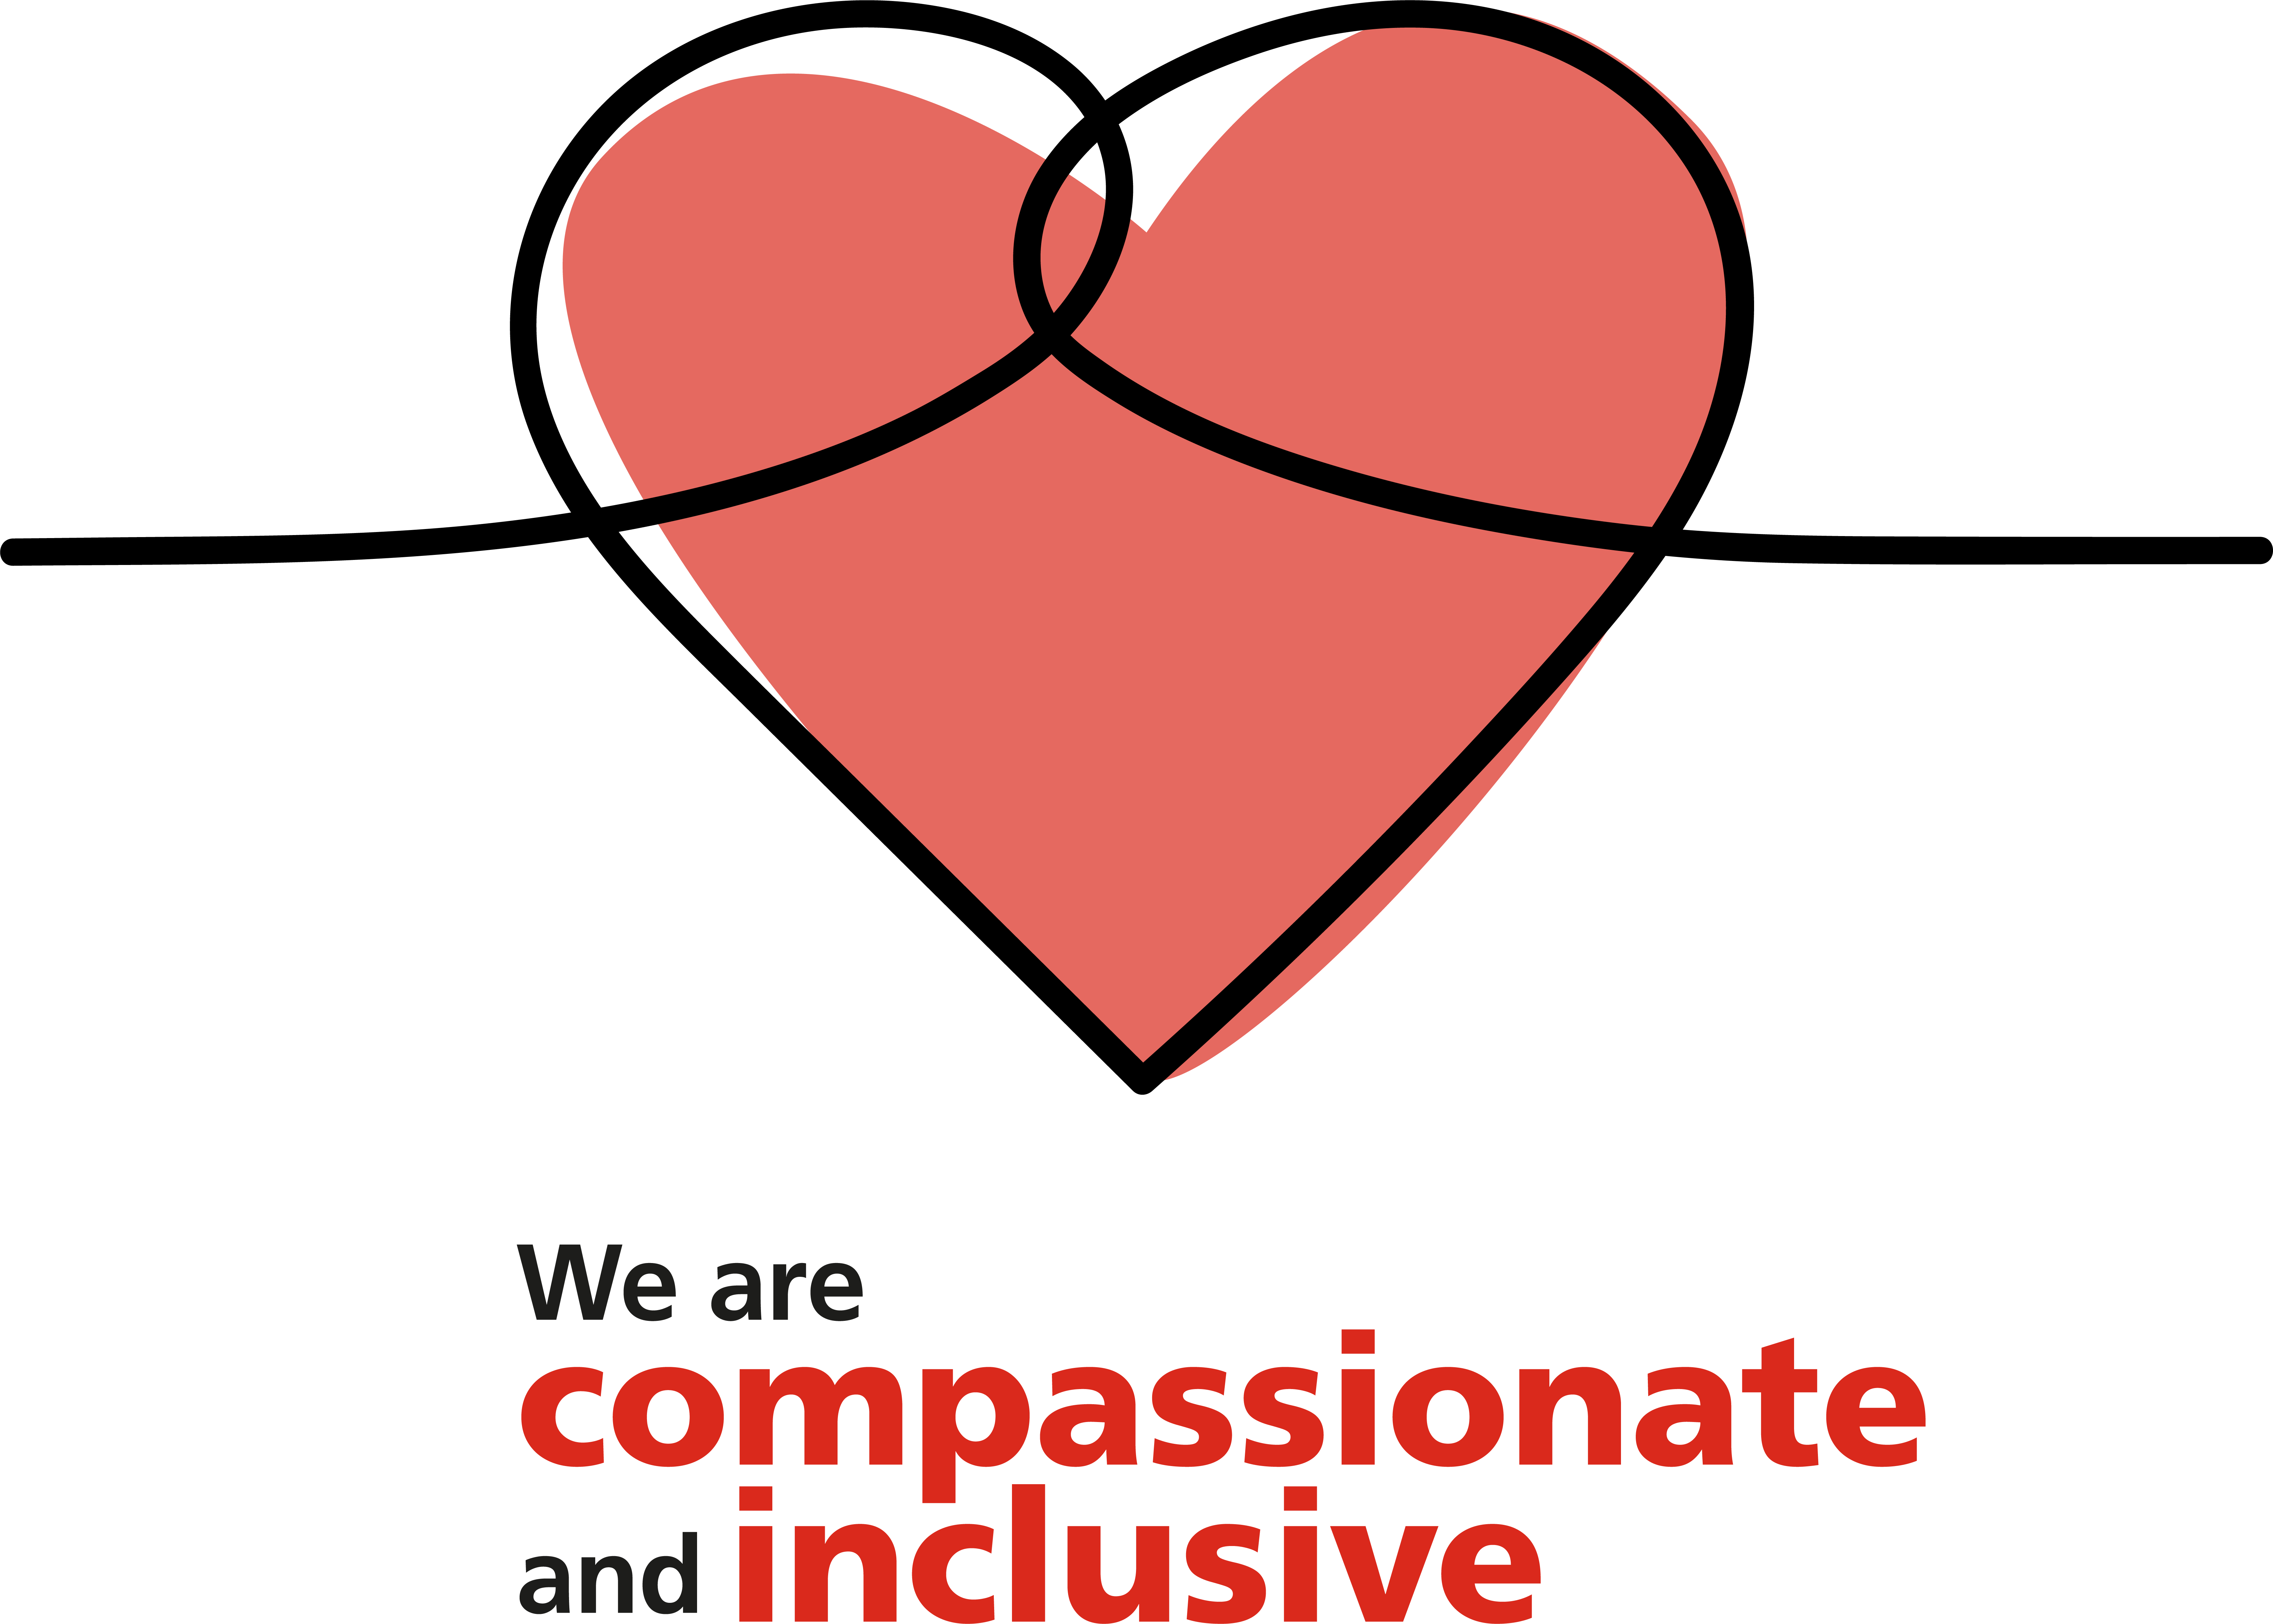 We are
compassionate
and inclusive